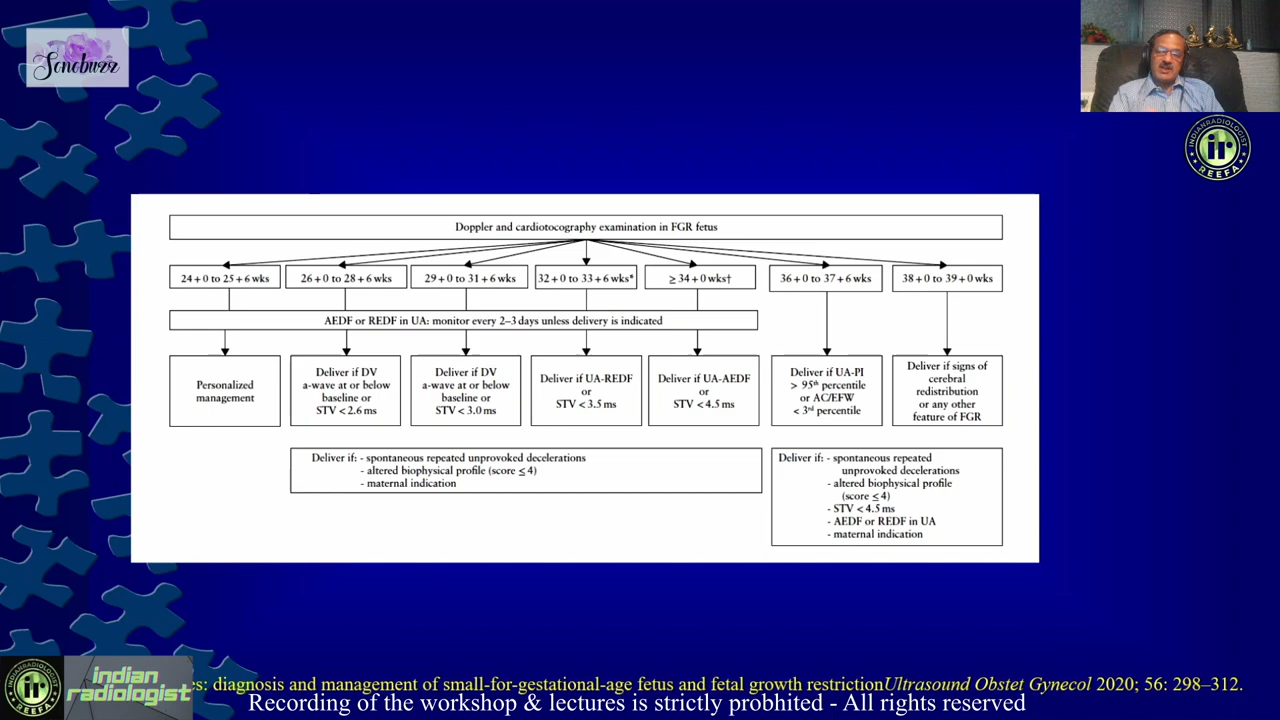 Sonobuzz
INDIANRADIOLOGIST
ir
REEFA
Doppler and cardiotocography examination in FGR fetus
24 + 0 to 25 + 6 wks
26 + 0 to 28 + 6 wks
29 + 0 to 31 + 6 wks
32 + 0 to 33 + 6 wks*
≥ 34 + 0 wks†
36 + 0 to 37 + 6 wks
38 + 0 to 39 + 0 wks
AEDF or REDF in UA: monitor every 2–3 days unless delivery is indicated
Personalized
management
Deliver if DV
a-wave at or below
baseline or
STV < 2.6 ms
Deliver if DV
a-wave at or below
baseline or
STV < 3.0 ms
Deliver if UA-REDF
or
STV < 3.5 ms
Deliver if UA-AEDF
or
STV < 4.5 ms
Deliver if UA-PI
> 95th percentile
or AC/EFW
< 3rd percentile
Deliver if signs of
cerebral
redistribution
or any other
feature of FGR
Deliver if: - spontaneous repeated unprovoked decelerations
- altered biophysical profile (score ≤ 4)
- maternal indication
Deliver if: - spontaneous repeated
unprovoked decelerations
- altered biophysical profile
(score ≤ 4)
- STV < 4.5 ms
- AEDF or REDF in UA
- maternal indication
INDIANRADIOLOGIST
ir
REEFA
indian
radiologist
s: diagnosis and management of small-for-gestational-age fetus and fetal growth restriction Ultrasound Obstet Gynecol 2020; 56: 298–312.
Recording of the workshop & lectures is strictly probhited - All rights reserved